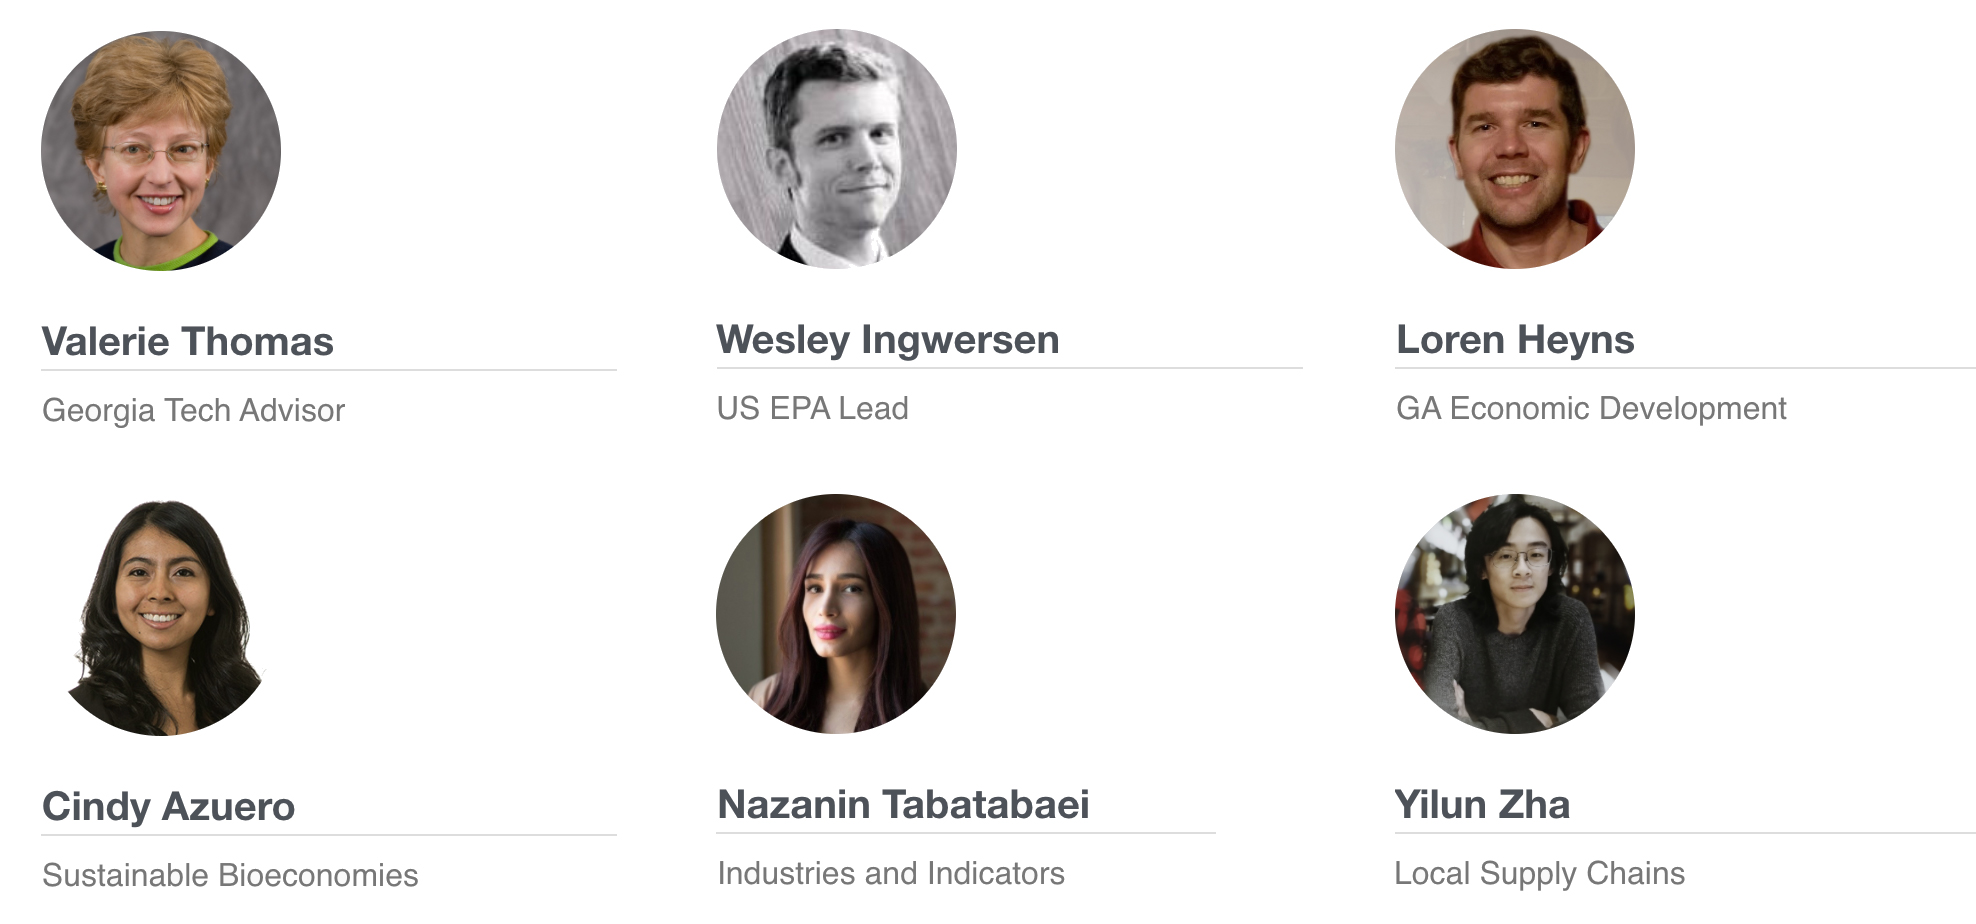 Valerie Thomas
Georgia Tech Advisor
Wesley Ingwersen
US EPA Lead
Loren Heyns
GA Economic Development
Cindy Azuero
Sustainable Bioeconomies
Nazanin Tabatabaei
Industries and Indicators
Yilun Zha
Local Supply Chains